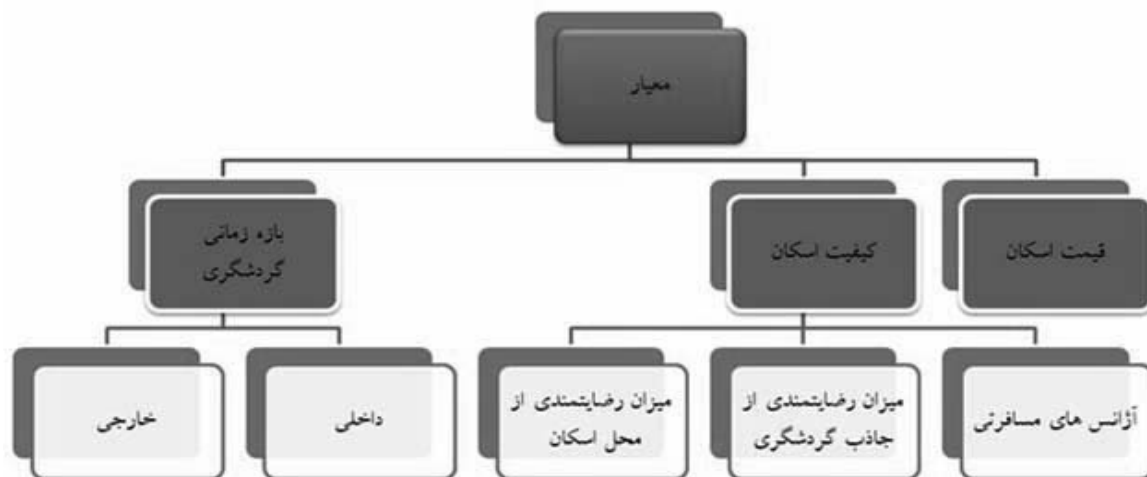 معیار
قیمت اسکان
کیفیت اسکان
بازه زمانی
گردشگری
آژانس های مسافرتی
میزان رضایتمندی از
جاذب گردشگری
میزان رضایتمندی از
محل اسکان
داخلی
خارجی